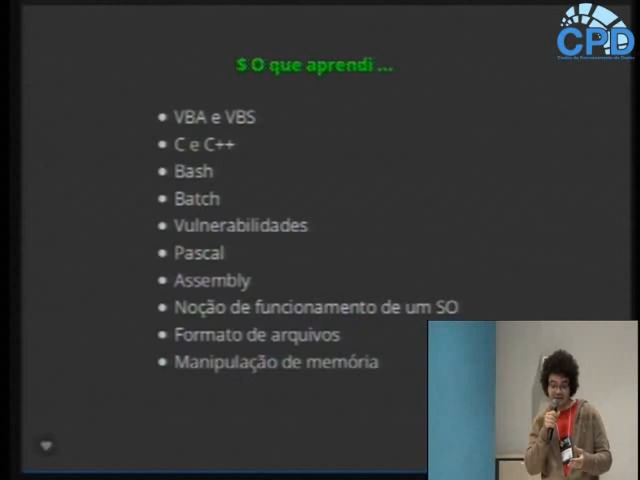 CPD
$ O que aprendi ...
VBA e VBS
C e C++
Bash
Batch
Vulnerabilidades
Pascal
Assembly
Noção de funcionamento de um SO
Formato de arquivos
Manipulação de memória